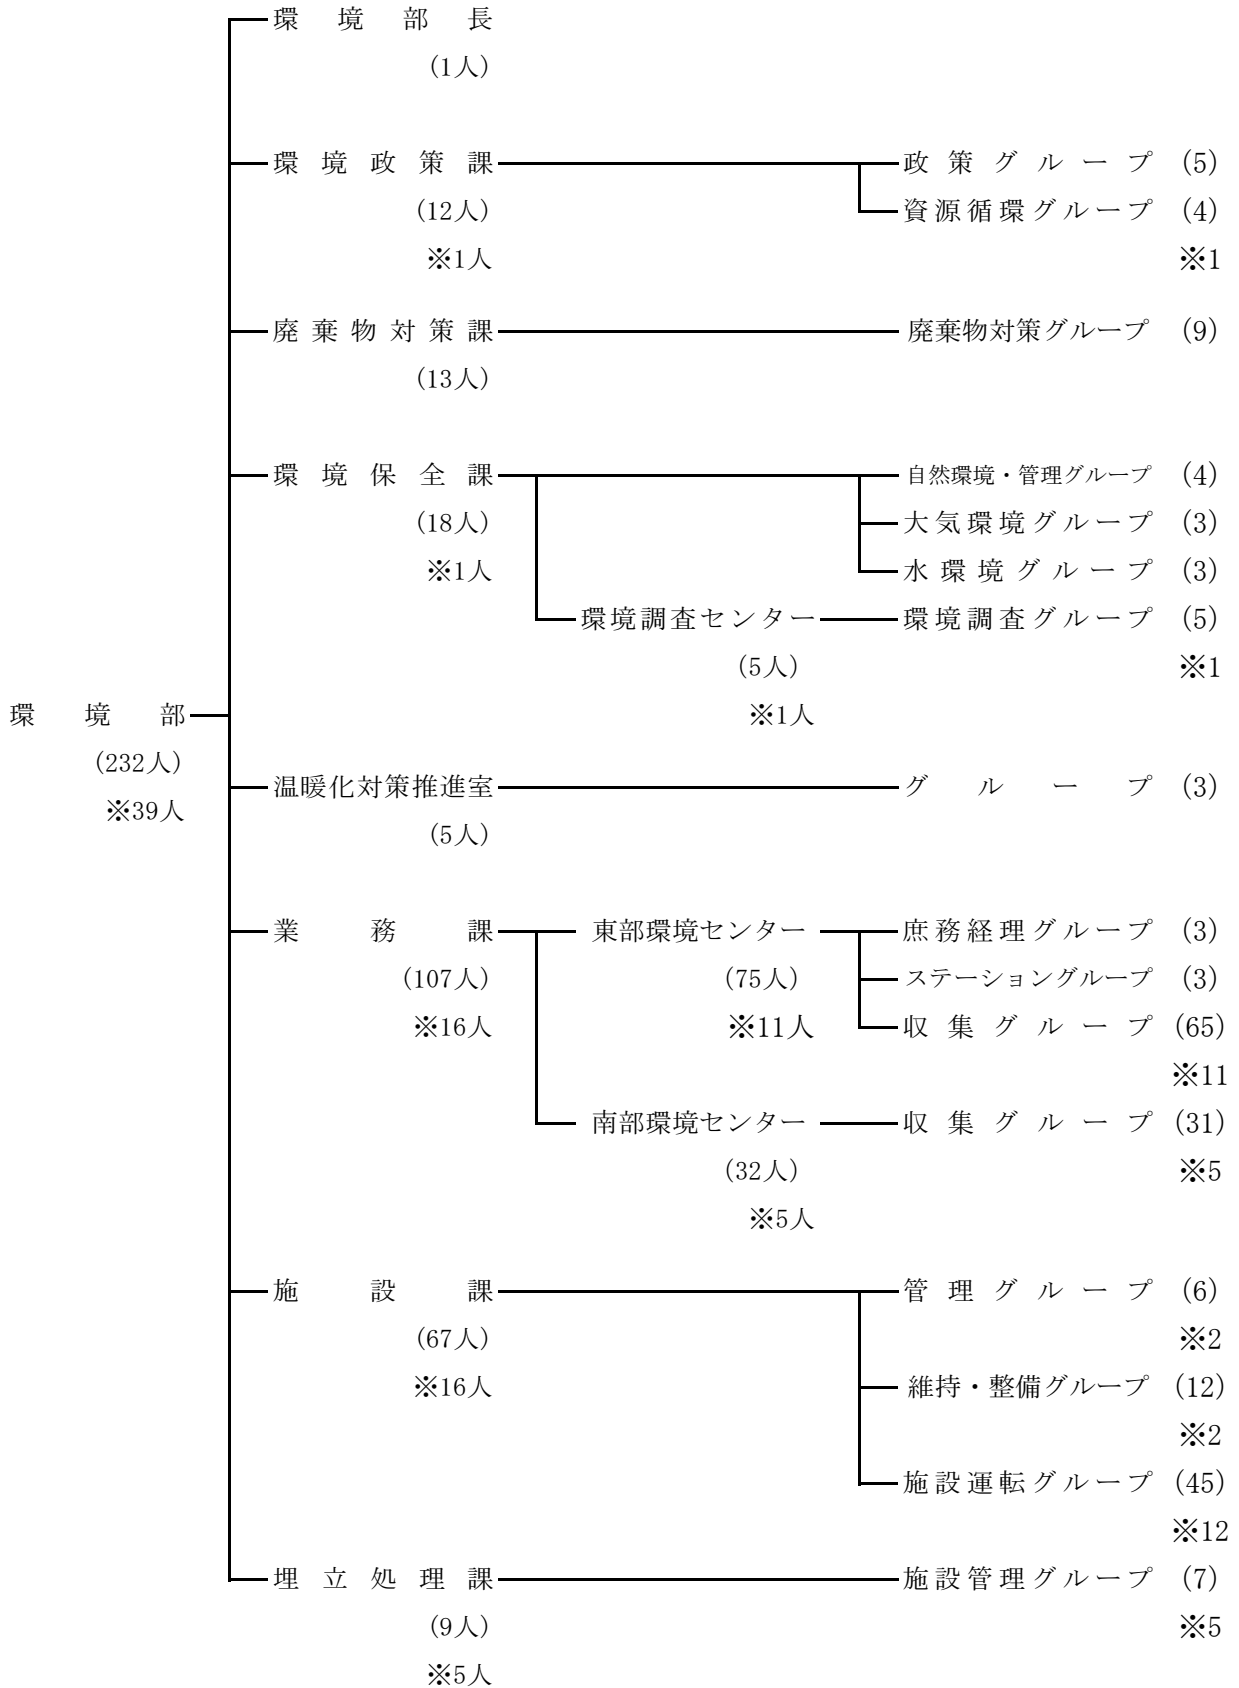 環境部長
(1人)
環境政策課 政策グループ (5)
(12人) 資源循環グループ (4)
※1人 ※1
廃棄物対策課 廃棄物対策グループ (9)
(13人)
環境保全課 自然環境・管理グループ (4)
(18人) 大気環境グループ (3)
※1人 水環境グループ (3)
環境調査センター 環境調査グループ (5)
(5人) ※1
環境部 ※1人
(232人)
温暖化対策推進室 グループ (3)
※39人
(5人)
業務課 東部環境センター 庶務経理グループ (3)
(107人) (75人) ステーショングループ (3)
※16人 ※11人 収集グループ (65)
※11
南部環境センター 収集グループ (31)
(32人) ※5
※5人
施設課 管理グループ (6)
(67人) ※2
※16人 維持・整備グループ (12)
※2
施設運転グループ (45)
※12
埋立処理課 施設管理グループ (7)
(9人) ※5
※5人